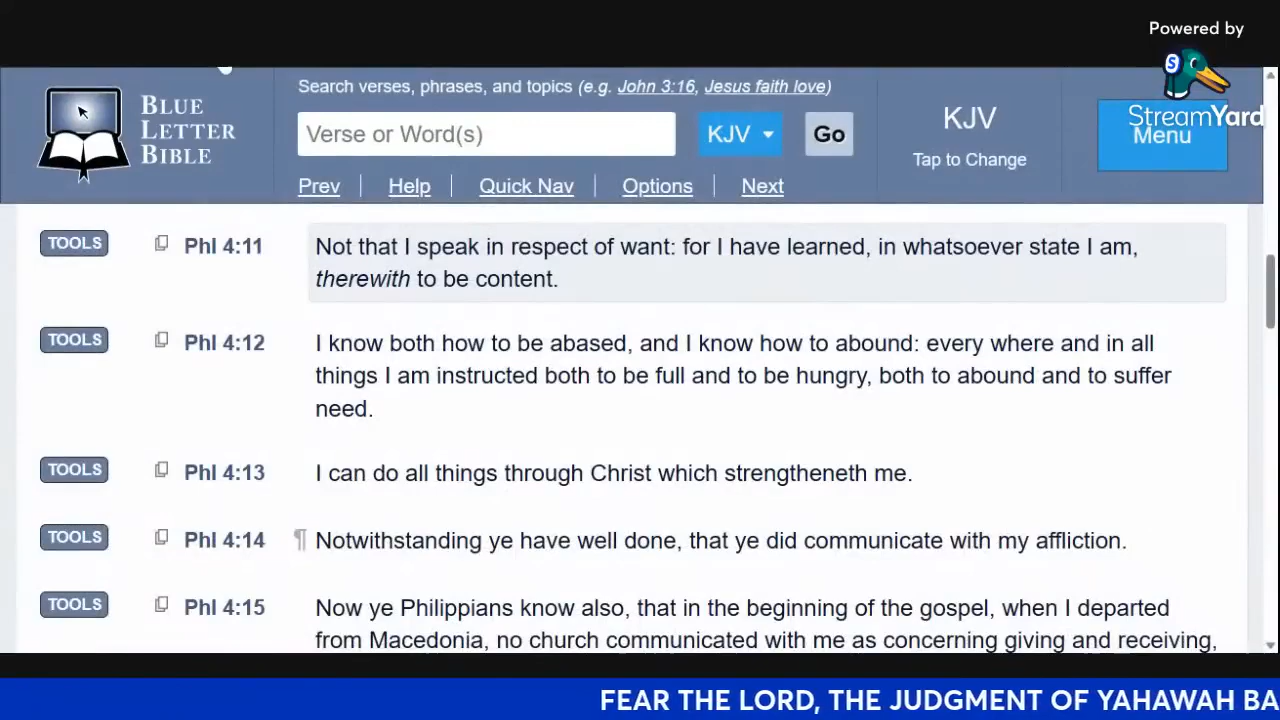 Powered by
StreamYard
BLUE
LETTER
BIBLE
Search verses, phrases, and topics (e.g. John 3:16, Jesus faith love)
Verse or Word(s)
KJV
Go
KJV
Tap to Change
Menu
Prev
Help
Quick Nav
Options
Next
TOOLS Phl 4:11 Not that I speak in respect of want: for I have learned, in whatsoever state I am,
therewith to be content.
TOOLS Phl 4:12 I know both how to be abased, and I know how to abound: every where and in all
things I am instructed both to be full and to be hungry, both to abound and to suffer
need.
TOOLS Phl 4:13 I can do all things through Christ which strengtheneth me.
TOOLS Phl 4:14 ¶ Notwithstanding ye have well done, that ye did communicate with my affliction.
TOOLS Phl 4:15 Now ye Philippians know also, that in the beginning of the gospel, when I departed
from Macedonia, no church communicated with me as concerning giving and receiving,
FEAR THE LORD, THE JUDGMENT OF YAHAWAH BA